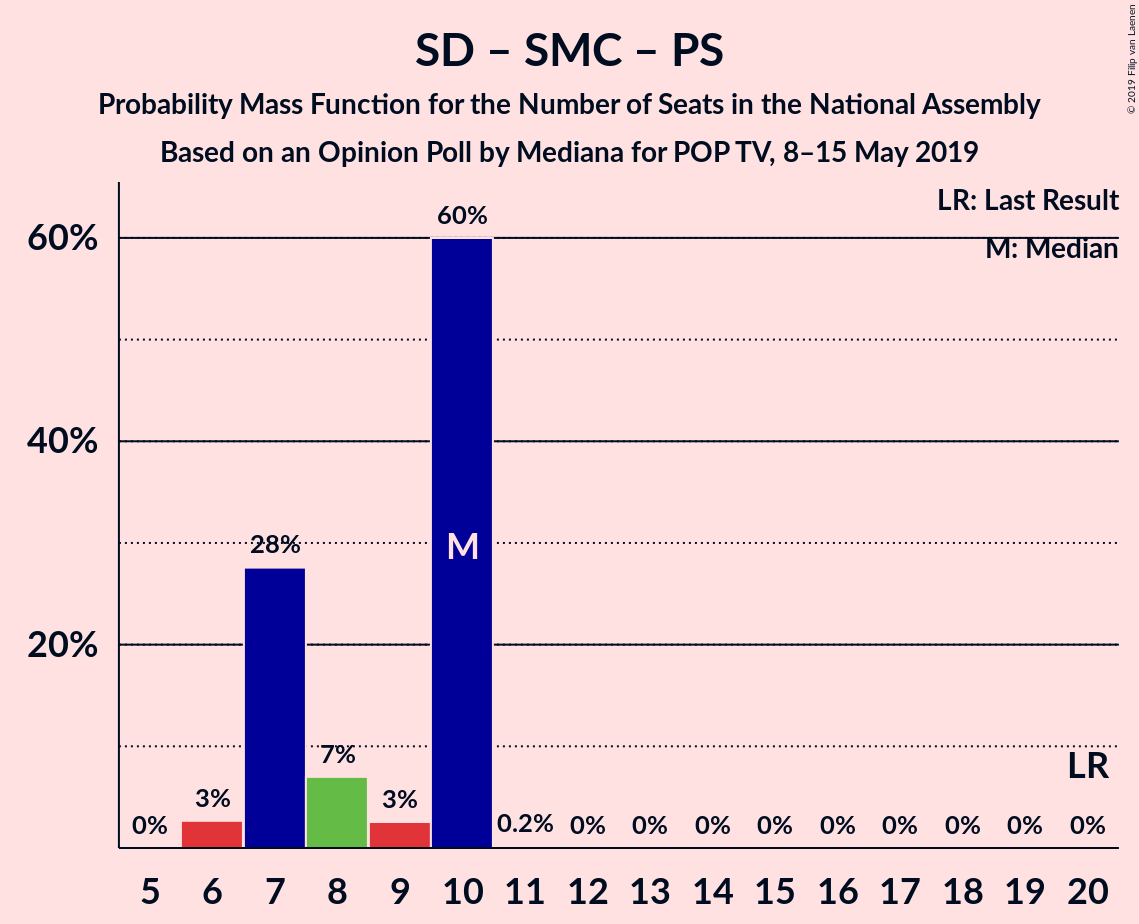 SD – SMC – PS
Probability Mass Function for the Number of Seats in the National Assembly
Based on an Opinion Poll by Mediana for POP TV, 8–15 May 2019
© 2019 Filip van Laenen
LR: Last Result
M: Median
60%
40%
20%
0%
3%
28%
7%
3%
60%
0.2%
0%
0%
0%
0%
0%
0%
0%
0%
0%
M
LR
5 6 7 8 9 10 11 12 13 14 15 16 17 18 19 20